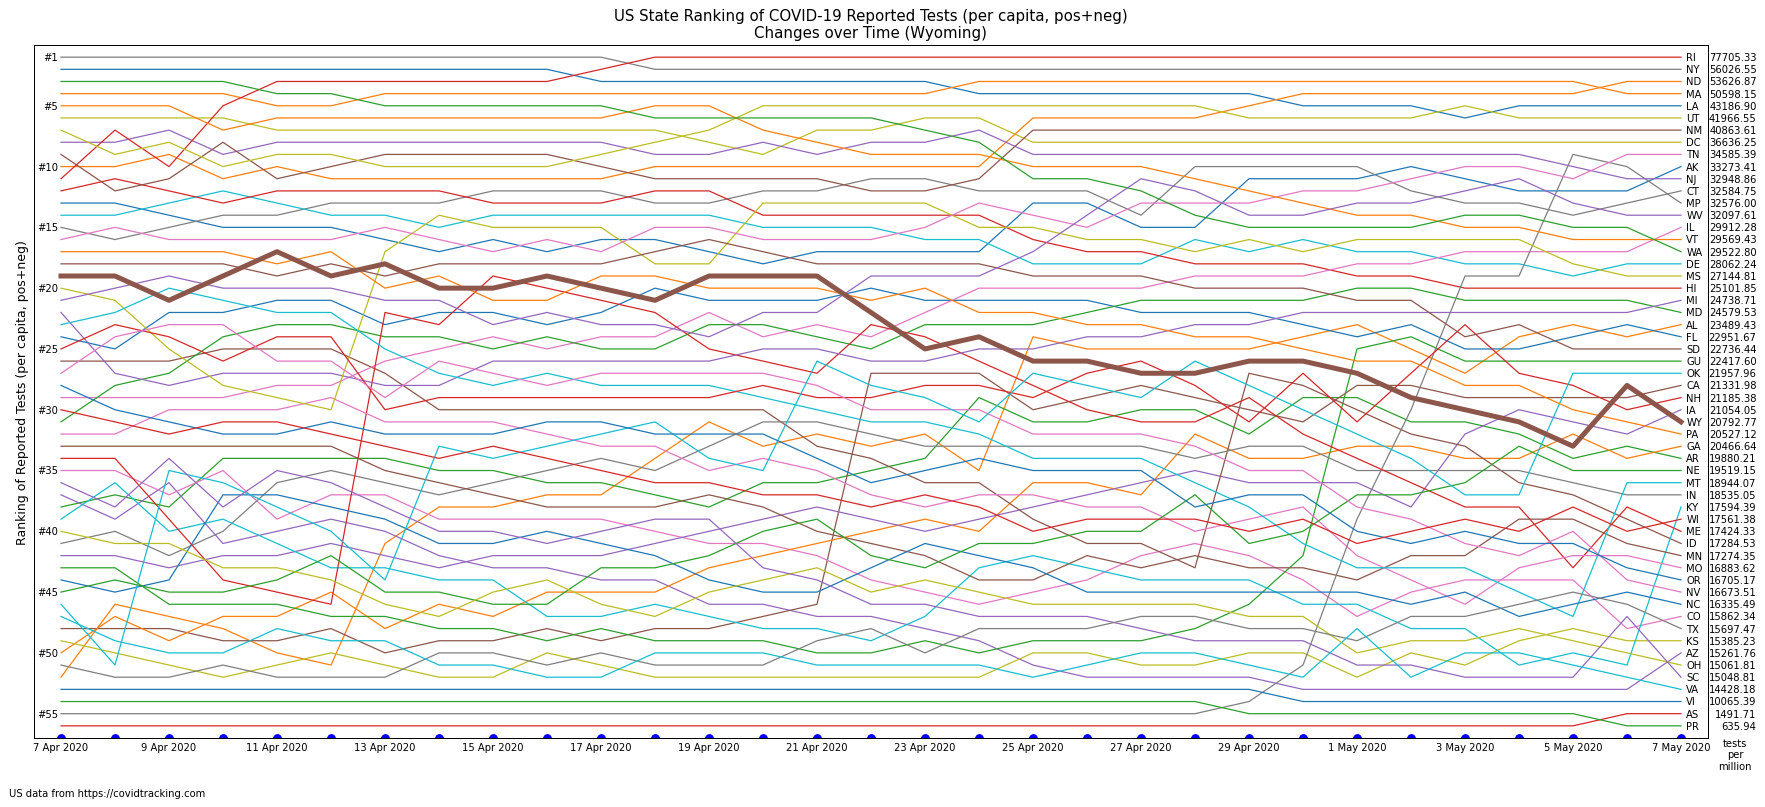 US State Ranking of COVID-19 Reported Tests (per capita, pos+neg)
Changes over Time (Wyoming)
Ranking of Reported Tests (per capita, pos+neg)
#1
#5
#10
#15
#20
#25
#30
#35
#40
#45
#50
#55
RI 77705.33
NY 56026.55
ND 53626.87
MA 50598.15
LA 43186.90
UT 41966.55
NM 40863.61
DC 36636.25
TN 34585.39
AK 33273.41
NJ 32948.86
CT 32584.75
MP 32576.00
WV 32097.61
IL 29912.28
VT 29569.43
WA 29522.80
DE 28062.24
MS 27144.81
HI 25101.85
MI 24738.71
MD 24579.53
AL 23489.43
FL 22951.67
SD 22736.44
GU 22417.60
OK 21957.96
CA 21331.98
NH 21185.38
IA 21054.05
WY 20792.77
PA 20527.12
GA 20466.64
AR 19880.21
NE 19519.15
MT 18944.07
IN 18535.05
KY 17594.39
WI 17561.38
ME 17424.33
ID 17284.53
MN 17274.35
MO 16883.62
OR 16705.17
NV 16673.51
NC 16335.49
CO 15862.34
TX 15697.47
KS 15385.23
AZ 15261.76
OH 15061.81
SC 15048.81
VA 14428.18
VI 10065.39
AS 1491.71
PR 635.94
7 Apr 2020 9 Apr 2020 11 Apr 2020 13 Apr 2020 15 Apr 2020 17 Apr 2020 19 Apr 2020 21 Apr 2020 23 Apr 2020 25 Apr 2020 27 Apr 2020 29 Apr 2020 1 May 2020 3 May 2020 5 May 2020 7 May 2020
tests
per
million
US data from https://covidtracking.com